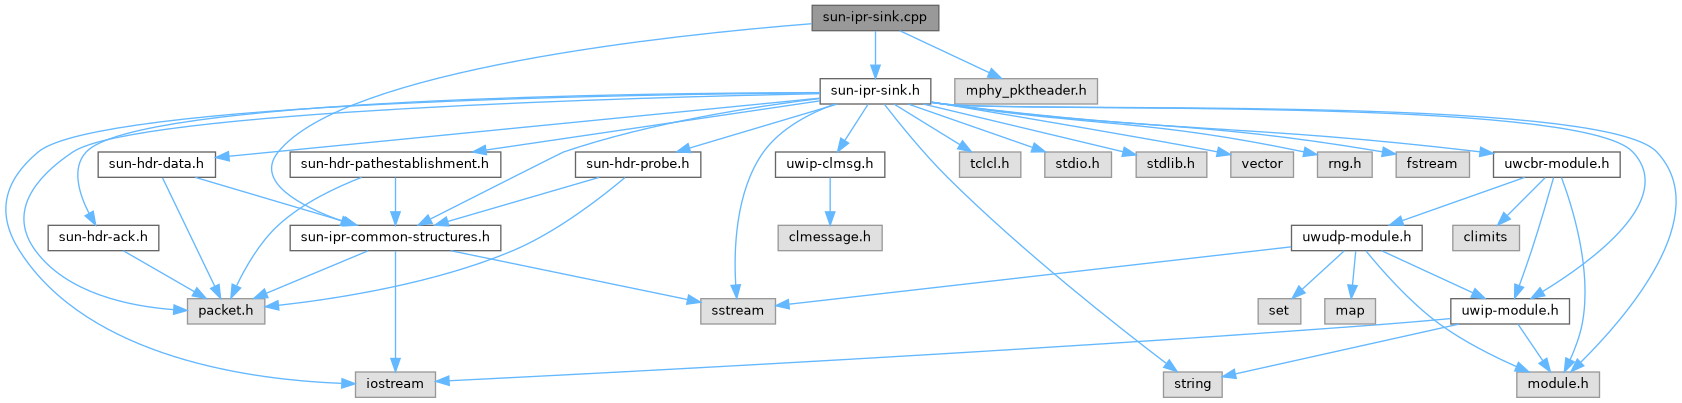 sun-ipr-sink.cpp
sun-ipr-sink.h
mphy_pktheader.h
sun-hdr-data.h
sun-hdr-pathestablishment.h
sun-hdr-probe.h
uwip-clmsg.h
tclcl.h
stdio.h
stdlib.h
vector
rng.h
fstream
uwcbr-module.h
sun-hdr-ack.h
sun-ipr-common-structures.h
clmessage.h
uwudp-module.h
climits
packet.h
sstream
set
map
uwip-module.h
iostream
string
module.h